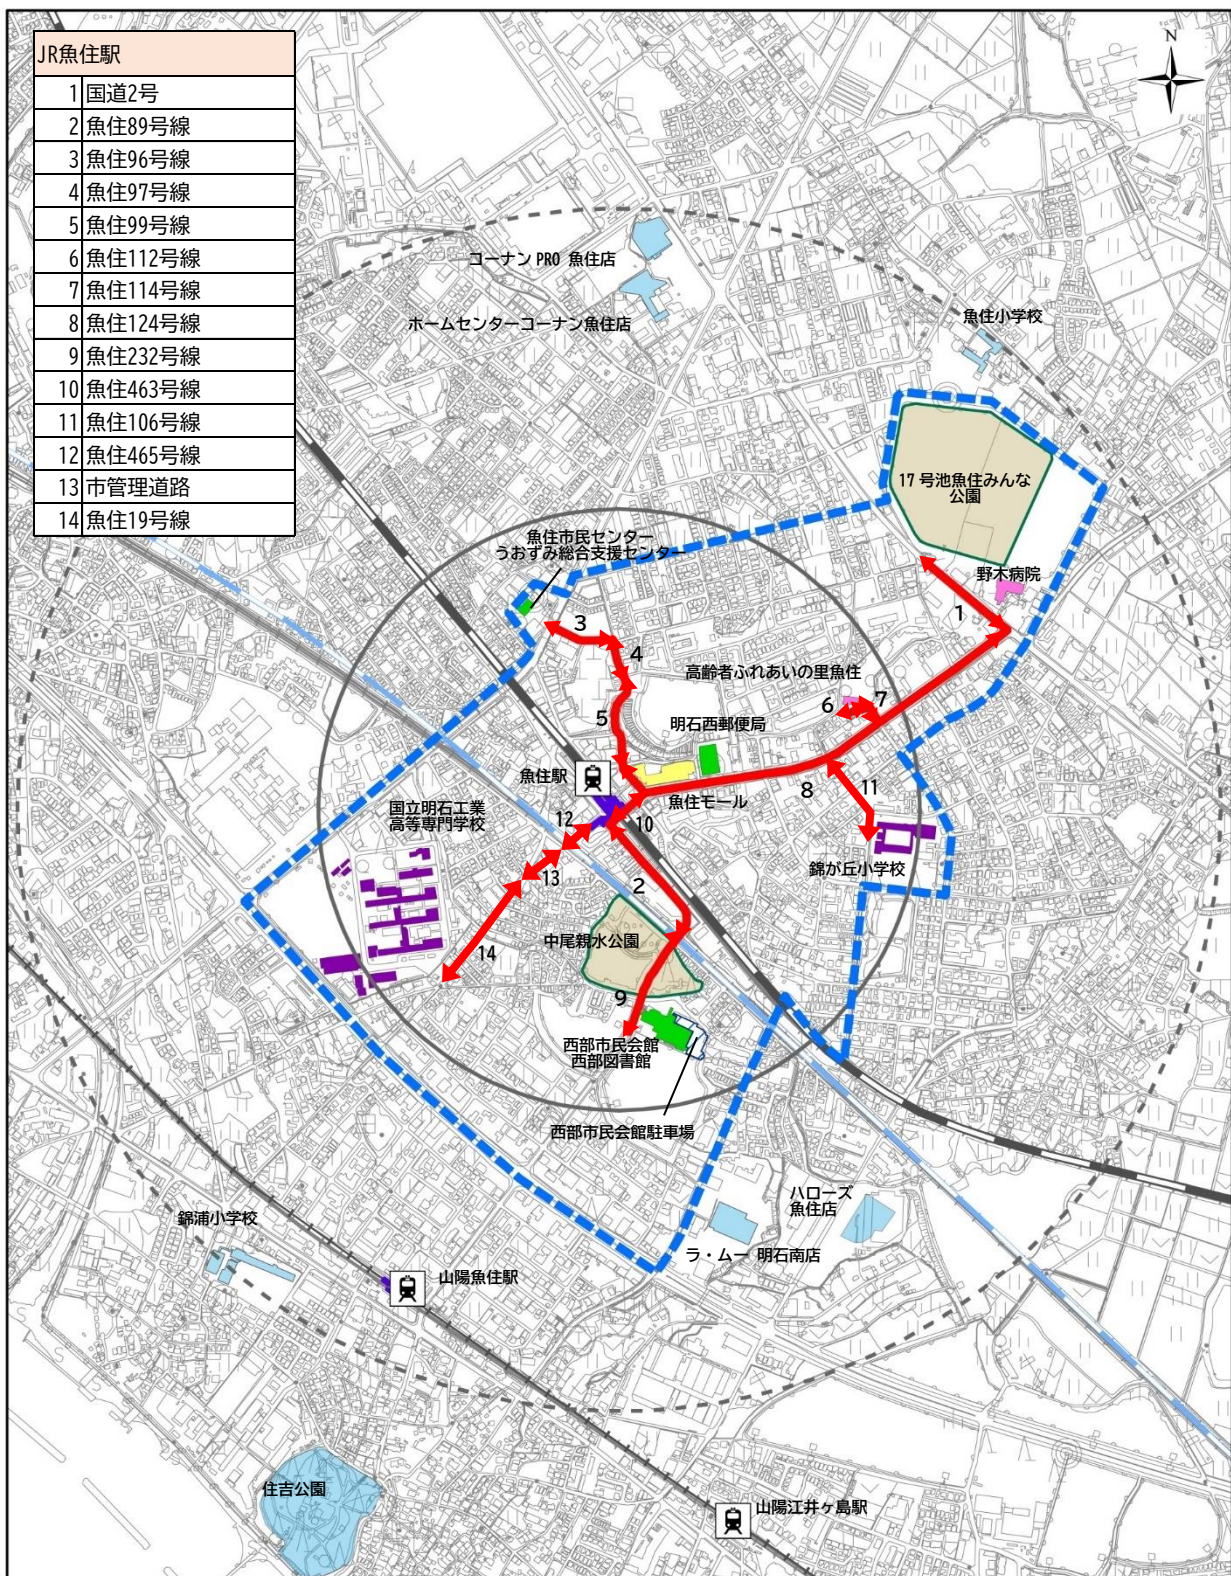 JR魚住駅
1 国道2号
2 魚住89号線
3 魚住96号線
4 魚住97号線
5 魚住99号線
6 魚住112号線
7 魚住114号線
8 魚住124号線
9 魚住232号線
10 魚住463号線
11 魚住106号線
12 魚住465号線
13 市管理道路
14 魚住19号線
N
コーナン PRO 魚住店
ホームセンターコーナン魚住店
魚住小学校
17号池魚住みんな
公園
魚住市民センター
うおずみ総合支援センター
野木病院
1
3
4
高齢者ふれあいの里魚住
6
7
5
明石西郵便局
魚住駅
魚住モール
8
11
国立明石工業
高等専門学校
12
10
錦が丘小学校
13
2
中尾親水公園
14
9
西部市民会館
西部図書館
西部市民会館駐車場
ハローズ
魚住店
錦浦小学校
ラ・ムー 明石南店
山陽魚住駅
住吉公園
山陽江井ヶ島駅